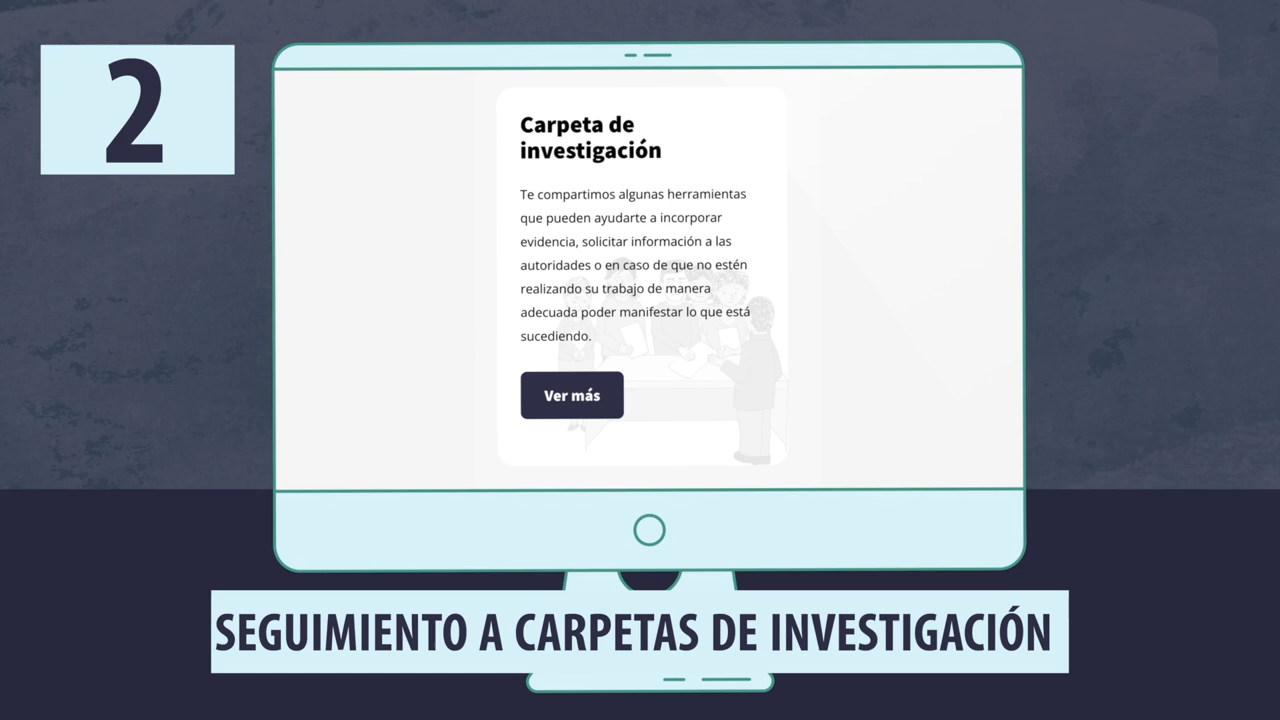 2
Carpeta de
investigación
Te compartimos algunas herramientas
que pueden ayudarte a incorporar
evidencia, solicitar información a las
autoridades o en caso de que no estén
realizando su trabajo de manera
adecuada poder manifestar lo que está
sucediendo.
Ver más
SEGUIMIENTO A CARPETAS DE INVESTIGACIÓN